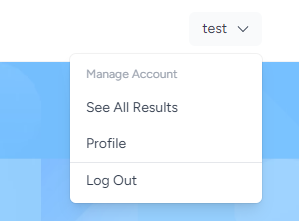 test
Manage Account
See All Results
Profile
Log Out